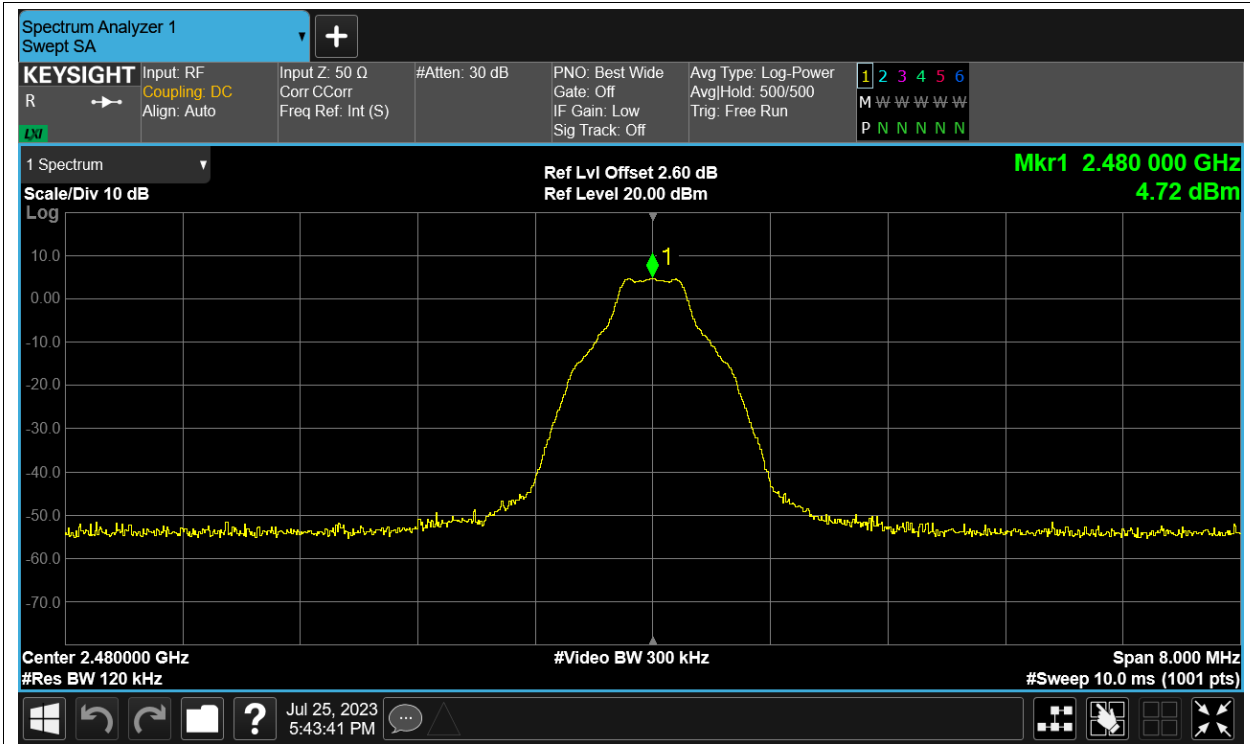 Spectrum Analyzer 1
Swept SA
+
KEYSIGHT
R
LXI
Input: RF
Coupling: DC
Align: Auto
Input Z: 50 Ω
Corr CCorr
Freq Ref: Int (S)
#Atten: 30 dB
PNO: Best Wide
Gate: Off
IF Gain: Low
Sig Track: Off
Avg Type: Log-Power
Avg|Hold: 500/500
Trig: Free Run
1 2 3 4 5 6
M W W W W W
P N N N N N
1 Spectrum
Scale/Div 10 dB
Log
Ref Lvl Offset 2.60 dB
Ref Level 20.00 dBm
Mkr1 2.480 000 GHz
4.72 dBm
1
10.0
0.00
-10.0
-20.0
-30.0
-40.0
-50.0
-60.0
-70.0
Center 2.480000 GHz
#Video BW 300 kHz
Span 8.000 MHz
#Res BW 120 kHz
#Sweep 10.0 ms (1001 pts)
?
Jul 25, 2023
5:43:41 PM